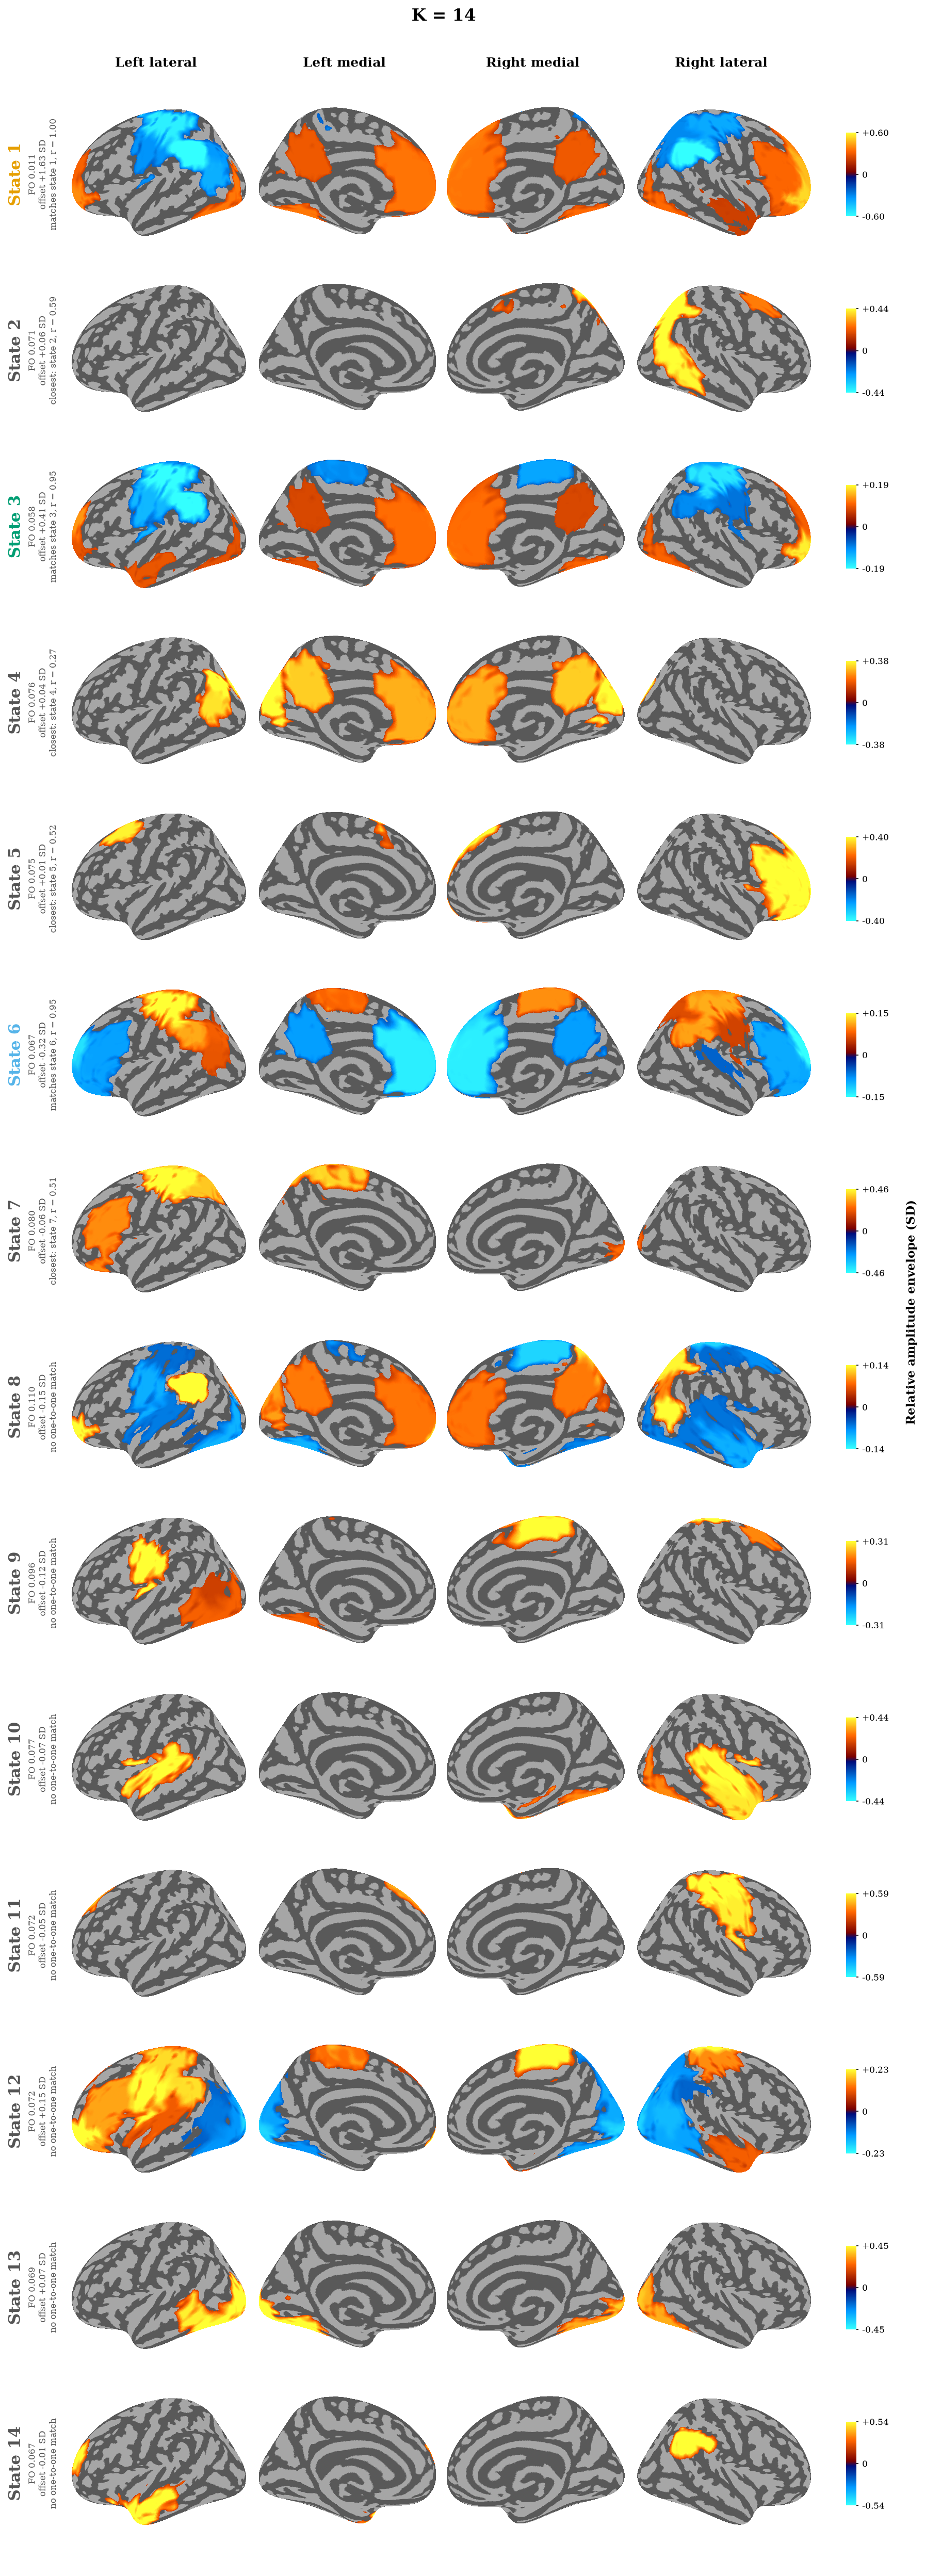 K = 14
Left lateral
Left medial
Right medial
Right lateral
State 1
FO 0.011
offset +1.63 SD
matches state 1, r = 1.00
+0.60
0
-0.60
State 2
FO 0.071
offset +0.06 SD
closest: state 2, r = 0.59
+0.44
0
-0.44
State 3
FO 0.058
offset +0.41 SD
matches state 3, r = 0.95
+0.19
0
-0.19
State 4
FO 0.076
offset +0.04 SD
closest: state 4, r = 0.27
+0.38
0
-0.38
State 5
FO 0.075
offset +0.01 SD
closest: state 5, r = 0.52
+0.40
0
-0.40
State 6
FO 0.067
offset -0.32 SD
matches state 6, r = 0.95
+0.15
0
-0.15
State 7
FO 0.080
offset -0.06 SD
closest: state 7, r = 0.51
+0.46
0
-0.46
Relative amplitude envelope (SD)
State 8
FO 0.110
offset -0.15 SD
no one-to-one match
+0.14
0
-0.14
State 9
FO 0.096
offset -0.12 SD
no one-to-one match
+0.31
0
-0.31
State 10
FO 0.077
offset -0.07 SD
no one-to-one match
+0.44
0
-0.44
State 11
FO 0.072
offset -0.05 SD
no one-to-one match
+0.59
0
-0.59
State 12
FO 0.072
offset +0.15 SD
no one-to-one match
+0.23
0
-0.23
State 13
FO 0.069
offset +0.07 SD
no one-to-one match
+0.45
0
-0.45
State 14
FO 0.067
offset -0.01 SD
no one-to-one match
+0.54
0
-0.54